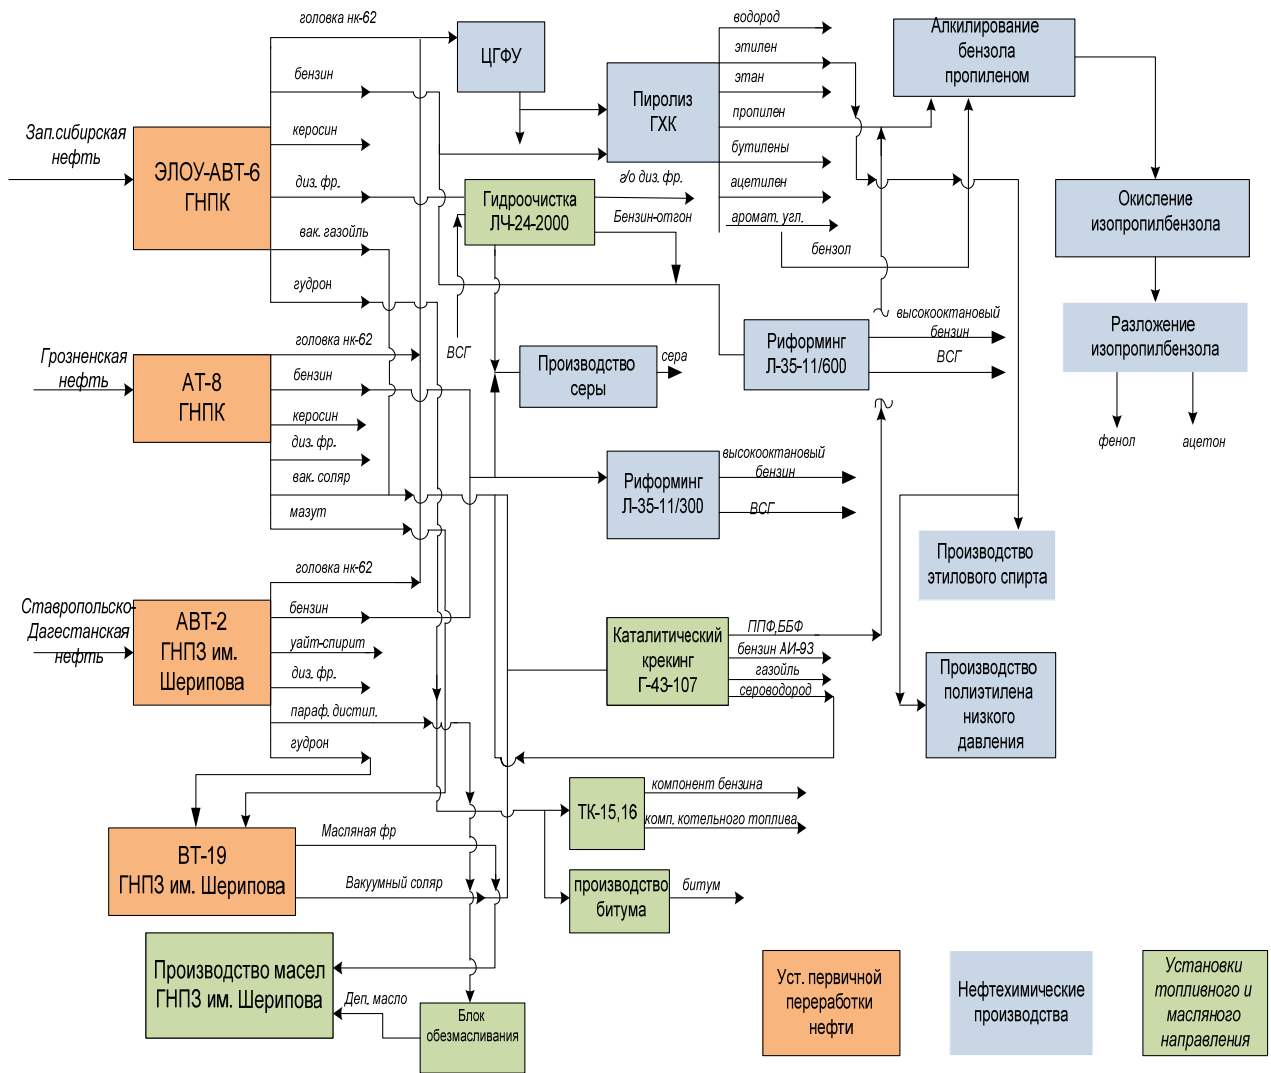 головка нк-62
водород
Алкилирование
бензола
пропиленом
ЦГФУ
этилен
бензин
этан
Пиролиз
ГХК
пропилен
Зап.сибирская
нефть
керосин
бутилены
ЭЛОУ-АВТ-6
ГНПК
диз. фр.
г/о диз. фр.
ацетилен
Гидроочистка
ЛЧ-24-2000
Бензин-отгон
аромат. угл.
Окисление
изопропилбензола
вак. газойль
бензол
гудрон
высокооктановый
бензин
Разложение
изопропилбензола
Грозненская
нефть
головка нк-62
ВСГ
Производство
серы
сера
Риформинг
Л-35-11/600
ВСГ
АТ-8
ГНПК
бензин
керосин
диз. фр.
фенол
ацетон
вак. соляр
высокооктановый
бензин
Риформинг
Л-35-11/300
мазут
ВСГ
Производство
этилового спирта
головка нк-62
Ставропольско-
Дагестанская
нефть
АВТ-2
ГНПЗ им.
Шерипова
бензин
уайт-спирит
диз. фр.
Каталитический
крекинг
Г-43-107
ППФ,ББФ
бензин АИ-93
газойль
сероводород
Производство
полиэтилена
низкого
давления
параф. дистил.
гудрон
компонент бензина
ТК-15,16
комп. котельного топлива
Масляная фр
ВТ-19
ГНПЗ им. Шерипова
Вакуумный соляр
производство
битума
битум
Производство масел
ГНПЗ им. Шерипова
Деп. масло
Блок
обезмасливания
Уст. первичной
переработки
нефти
Нефтехимические
производства
Установки
топливного и
масляного
направления